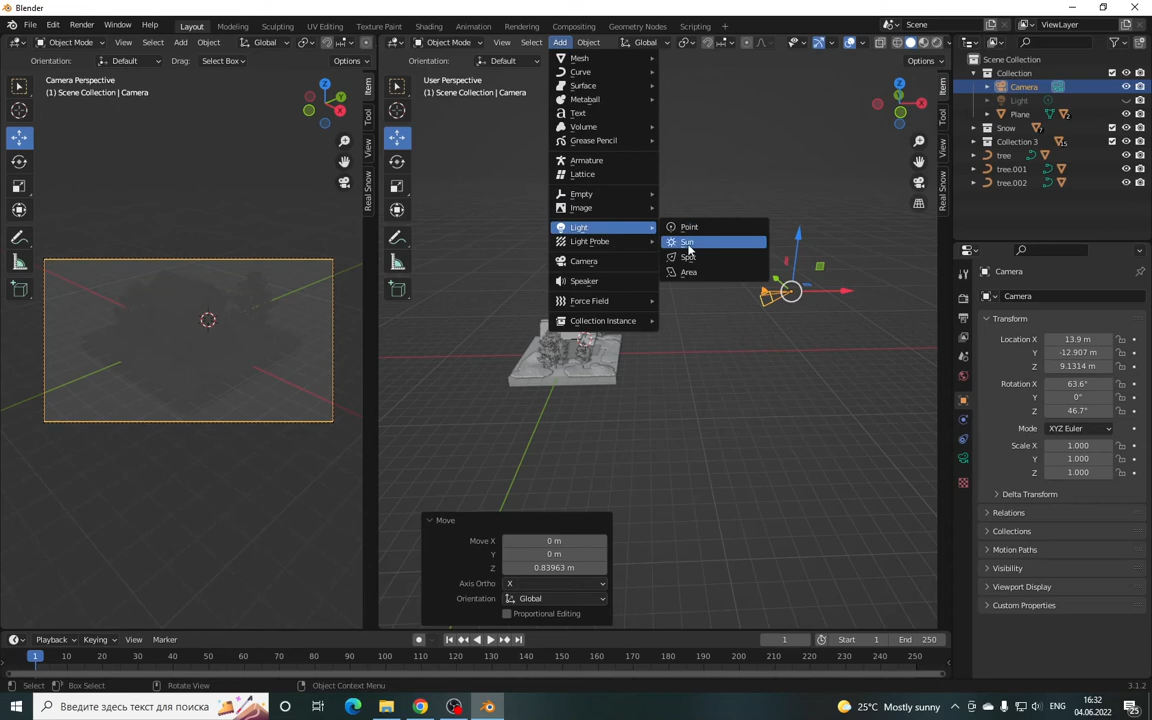 Blender
File Edit Render Window Help Layout Modeling Sculpting UV Editing Texture Paint Shading Animation Rendering Compositing Geometry Nodes Scripting + Scene ViewLayer
Object Mode View Select Add Object Global
Orientation: Default Drag: Select Box Options
Camera Perspective
(1) Scene Collection | Camera
Item
Tool
View
Real Snow
Object Mode View Select Add Object Global
Orientation: Default Options
User Perspective
(1) Scene Collection | Camera
Item
Tool
View
Real Snow
Mesh
Curve
Surface
Metaball
Text
Volume
Grease Pencil
Armature
Lattice
Empty
Image
Light
Light Probe
Camera
Speaker
Force Field
Collection Instance
Point
Sun
Spot
Area
Move
Move X 0 m
Y 0 m
Z 0.83963 m
Axis Ortho X
Orientation Global
Proportional Editing
Scene Collection
Collection
Camera
Light
Plane 2
Snow 7
Collection 3 15
tree
tree.001
tree.002
Camera
Camera
Transform
Location X 13.9 m
Y -12.907 m
Z 9.1314 m
Rotation X 63.6°
Y 0°
Z 46.7°
Mode XYZ Euler
Scale X 1.000
Y 1.000
Z 1.000
Delta Transform
Relations
Collections
Motion Paths
Visibility
Viewport Display
Custom Properties
Playback Keying View Marker 1 Start 1 End 250
1 10 20 30 40 50 60 70 80 90 100 110 120 130 140 150 160 170 180 190 200 210 220 230 240 250
Select Box Select Rotate View Object Context Menu 3.1.2
Введите здесь текст для поиска 25°C Mostly sunny ENG 16:32
04.06.2022 25
X
Y
Z
X
Y
Z